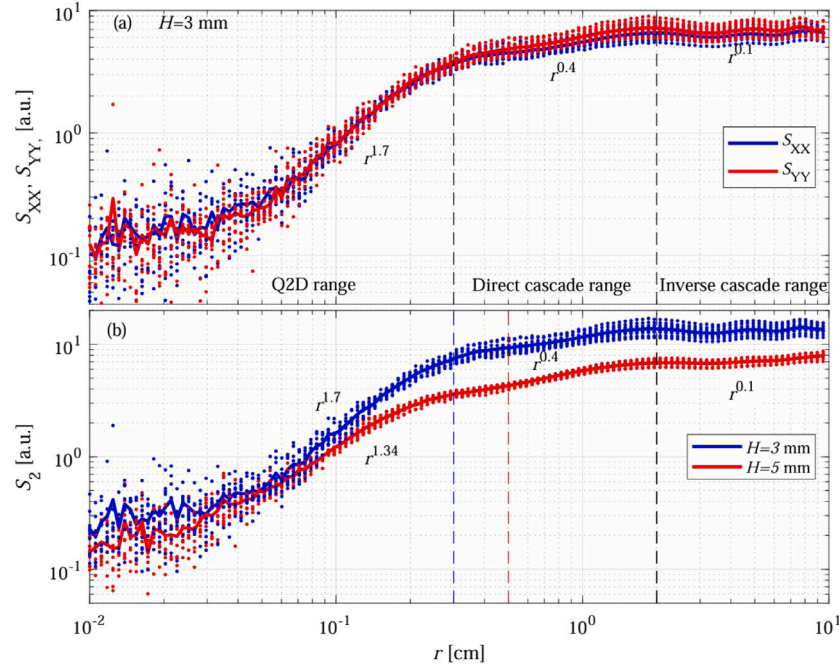 (a) H=3 mm
10^1
10^0
10^-1
S_XX, S_YY, [a.u.]
r^1.7
r^0.4
r^0.1
S_XX
S_YY
Q2D range Direct cascade range Inverse cascade range
(b)
10^1
10^0
10^-1
S_2 [a.u.]
r^1.7
r^1.34
r^0.4
r^0.1
H=3 mm
H=5 mm
10^-2 10^-1 10^0 10^1
r [cm]